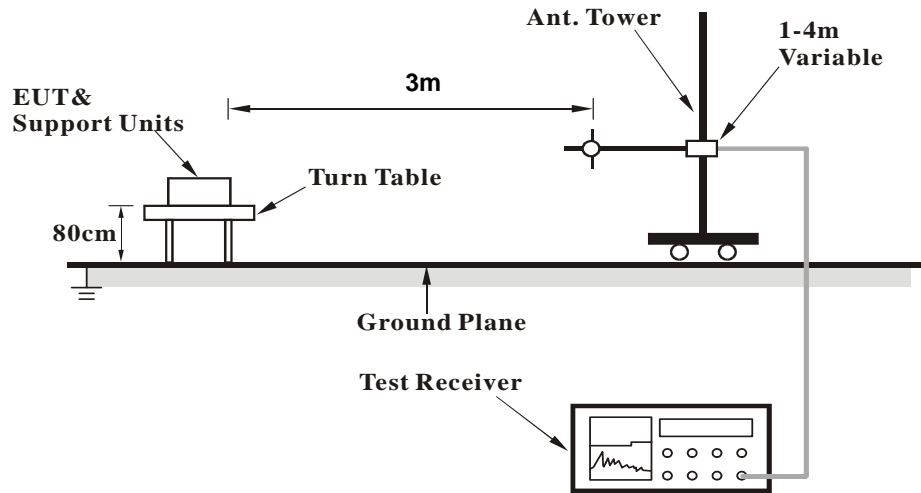 Ant. Tower
1-4m
Variable
3m
EUT&
Support Units
Turn Table
80cm
Ground Plane
Test Receiver